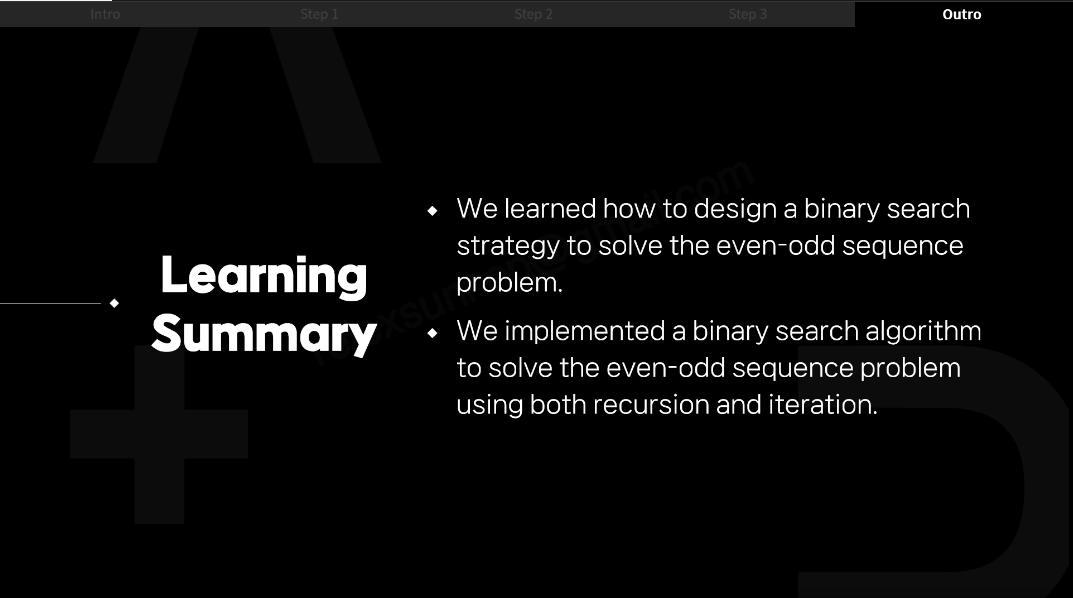 Intro
Step 1
Step 2
Step 3
Outro
Learning
Summary
We learned how to design a binary search
strategy to solve the even-odd sequence
problem.
We implemented a binary search algorithm
to solve the even-odd sequence problem
using both recursion and iteration.